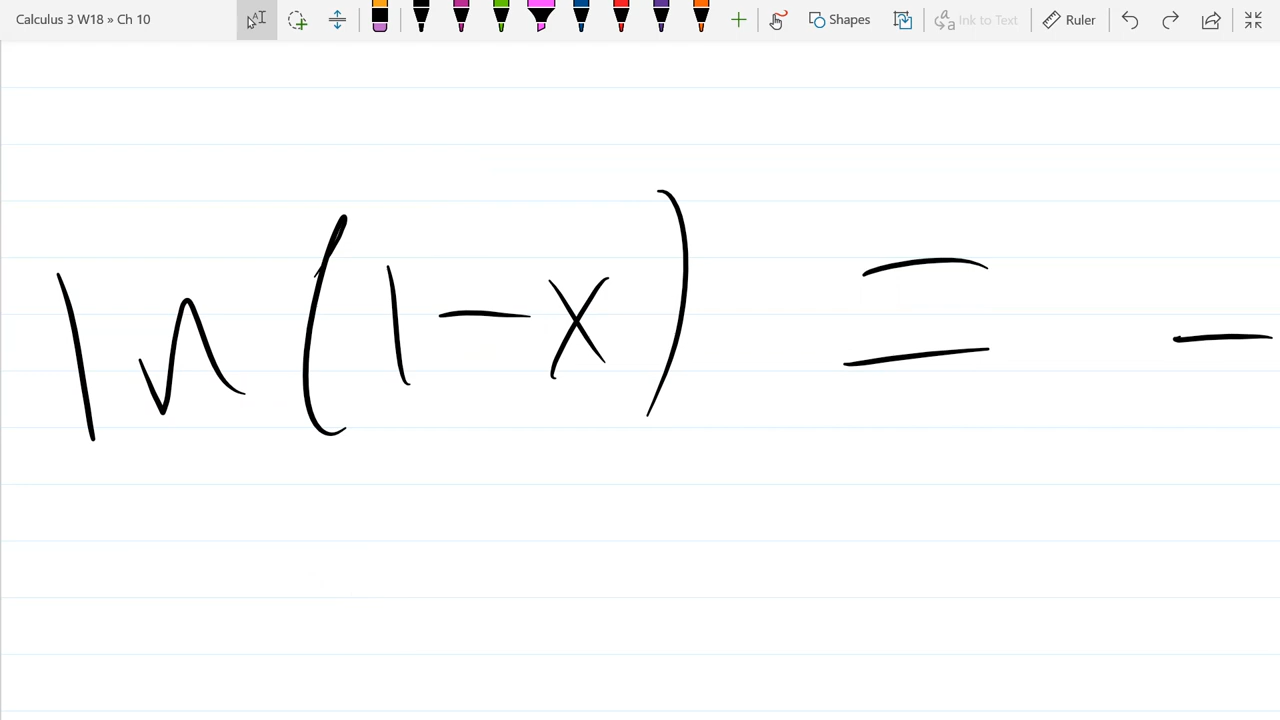 Calculus 3 W18 » Ch 10
Shapes
Ink to Text
Ruler
ln(1-x) = -